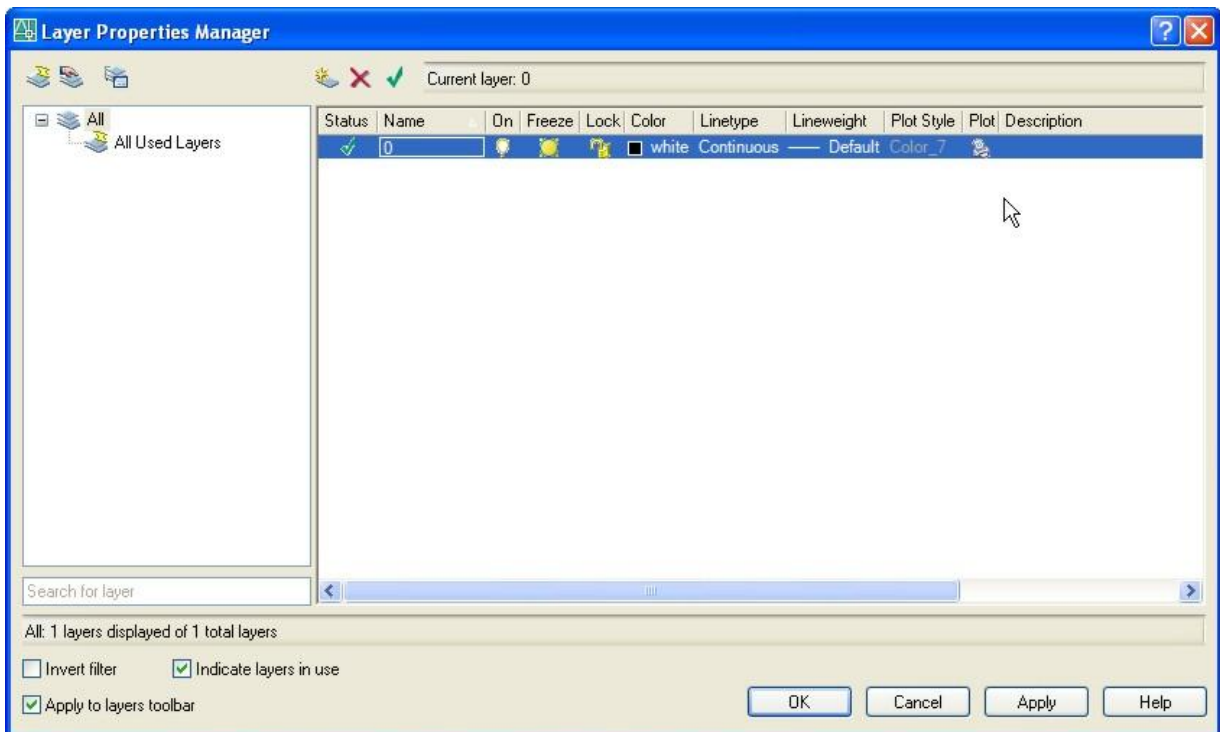 Layer Properties Manager
Current layer: 0
All
All Used Layers
Status Name On Freeze Lock Color Linetype Lineweight Plot Style Plot Description
0 white Continuous Default Color_7
Search for layer
All: 1 layers displayed of 1 total layers
Invert filter Indicate layers in use
Apply to layers toolbar
OK Cancel Apply Help